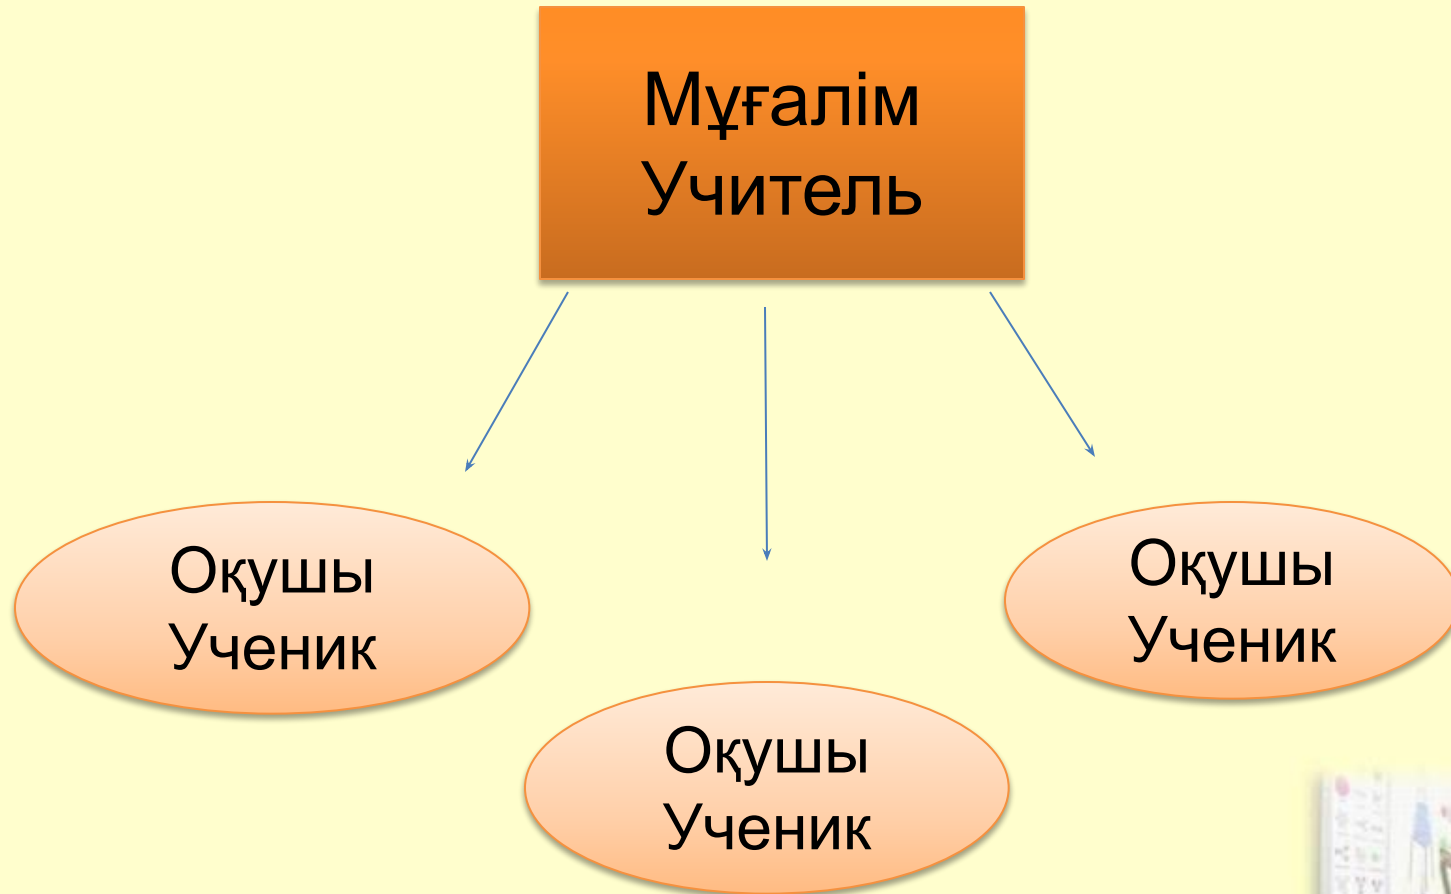 Мұғалім
Учитель
Оқушы
Ученик
Оқушы
Ученик
Оқушы
Ученик